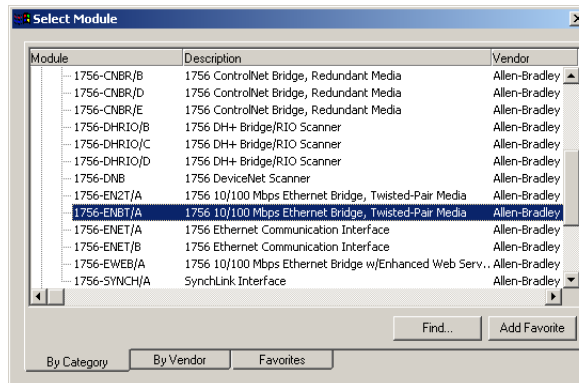 Select Module
Module Description Vendor
1756-CNBR/B 1756 ControlNet Bridge, Redundant Media Allen-Bradley
1756-CNBR/D 1756 ControlNet Bridge, Redundant Media Allen-Bradley
1756-CNBR/E 1756 ControlNet Bridge, Redundant Media Allen-Bradley
1756-DHRIO/B 1756 DH+ Bridge/RIO Scanner Allen-Bradley
1756-DHRIO/C 1756 DH+ Bridge/RIO Scanner Allen-Bradley
1756-DHRIO/D 1756 DH+ Bridge/RIO Scanner Allen-Bradley
1756-DNB 1756 DeviceNet Scanner Allen-Bradley
1756-EN2T/A 1756 10/100 Mbps Ethernet Bridge, Twisted-Pair Media Allen-Bradley
1756-ENBT/A 1756 10/100 Mbps Ethernet Bridge, Twisted-Pair Media Allen-Bradley
1756-ENET/A 1756 Ethernet Communication Interface Allen-Bradley
1756-ENET/B 1756 Ethernet Communication Interface Allen-Bradley
1756-EWEB/A 1756 10/100 Mbps Ethernet Bridge w/Enhanced Web Serv... Allen-Bradley
1756-SYNCH/A SynchLink Interface Allen-Bradley
Find... Add Favorite
By Category By Vendor Favorites